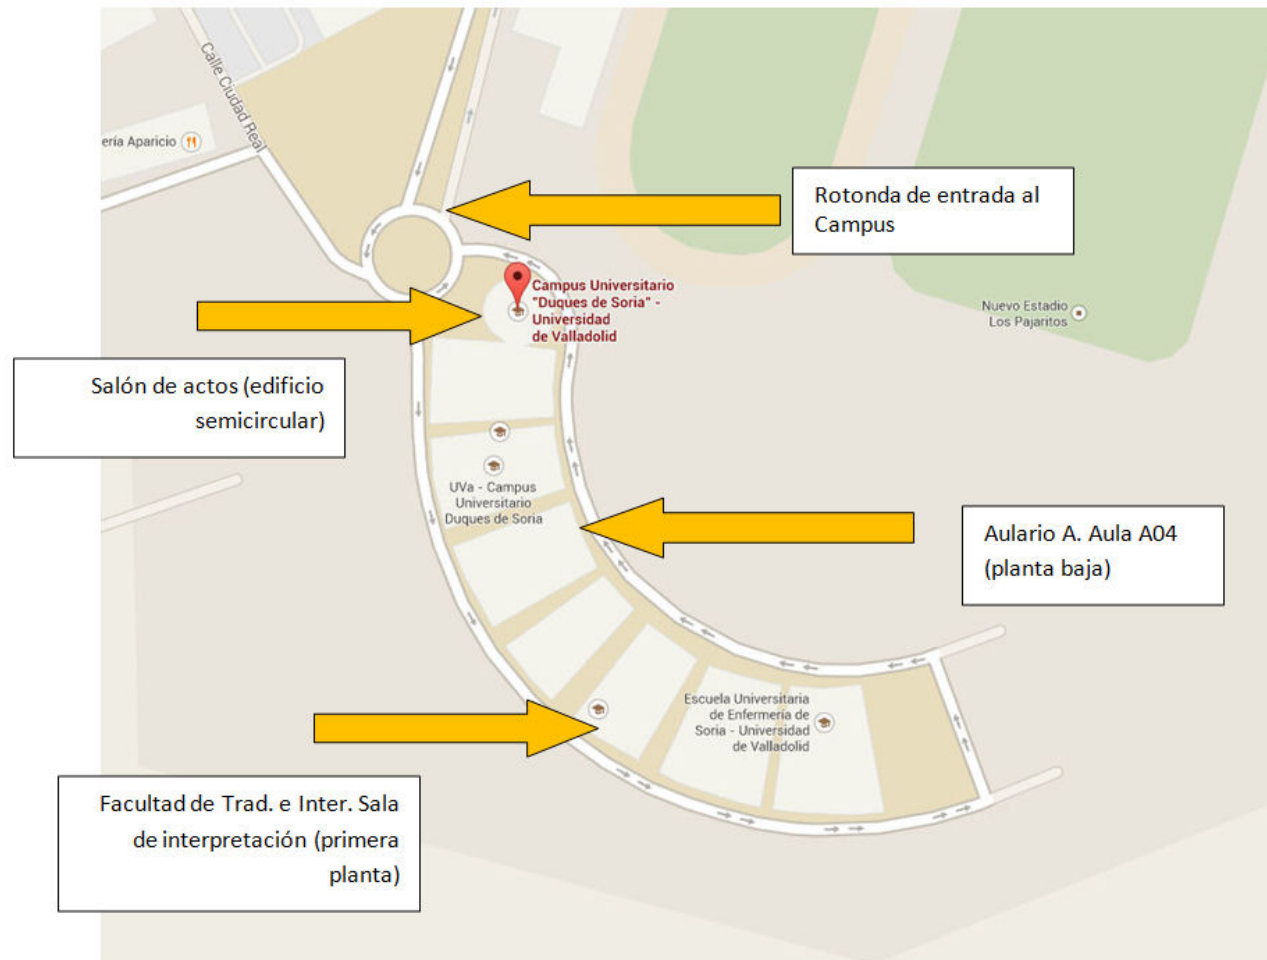 Calle Ciudad Real
ería Aparicio
Rotonda de entrada al
Campus
Campus Universitario
"Duques de Soria" -
Universidad
de Valladolid
Nuevo Estadio
Los Pajaritos
Salón de actos (edificio
semicircular)
UVa - Campus
Universitario
Duques de Soria
Aulario A. Aula A04
(planta baja)
Escuela Universitaria
de Enfermería de
Soria - Universidad
de Valladolid
Facultad de Trad. e Inter. Sala
de interpretación (primera
planta)